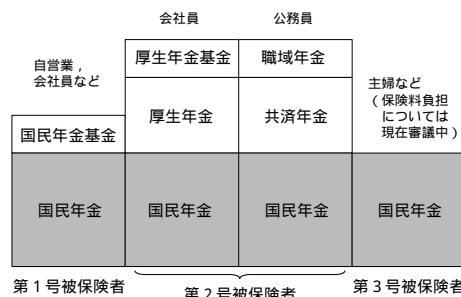 会社員
公務員
自営業，
会社員など
厚生年金基金
職域年金
主婦など
（保険料負担
については
現在審議中）
国民年金基金
厚生年金
共済年金
国民年金
国民年金
国民年金
国民年金
第１号被保険者
第２号被保険者
第３号被保険者